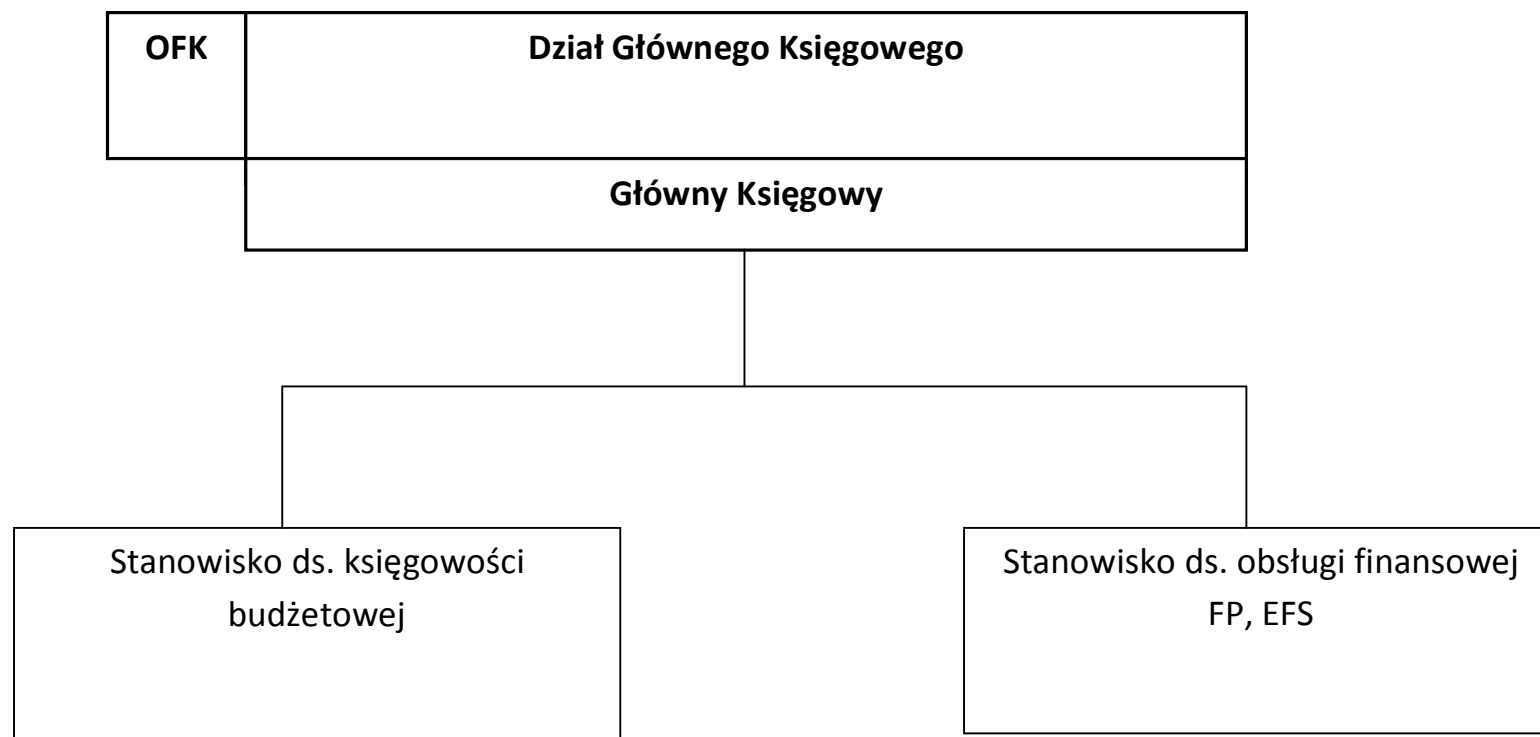 OFK
Dział Głównego Księgowego
Główny Księgowy
Stanowisko ds. księgowości
budżetowej
Stanowisko ds. obsługi finansowej
FP, EFS